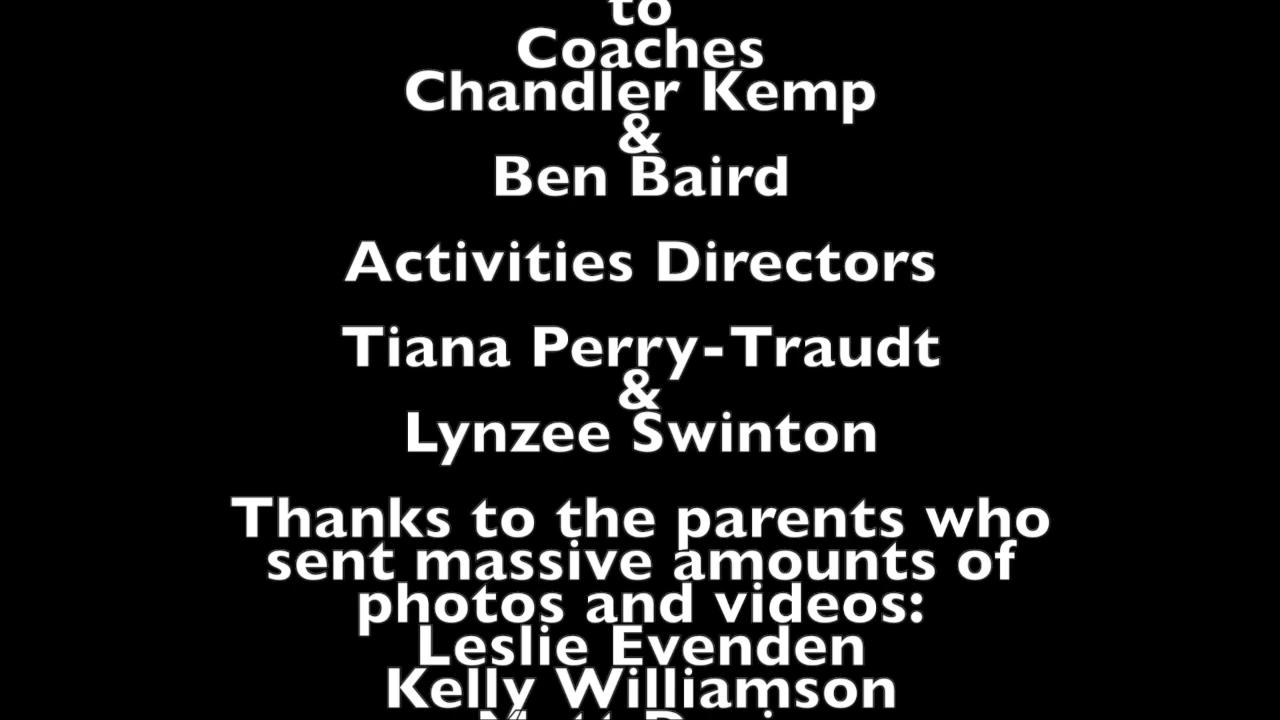 to
Coaches
Chandler Kemp
&
Ben Baird
Activities Directors
Tiana Perry-Traudt
&
Lynzee Swinton
Thanks to the parents who
sent massive amounts of
photos and videos:
Leslie Evenden
Kelly Williamson